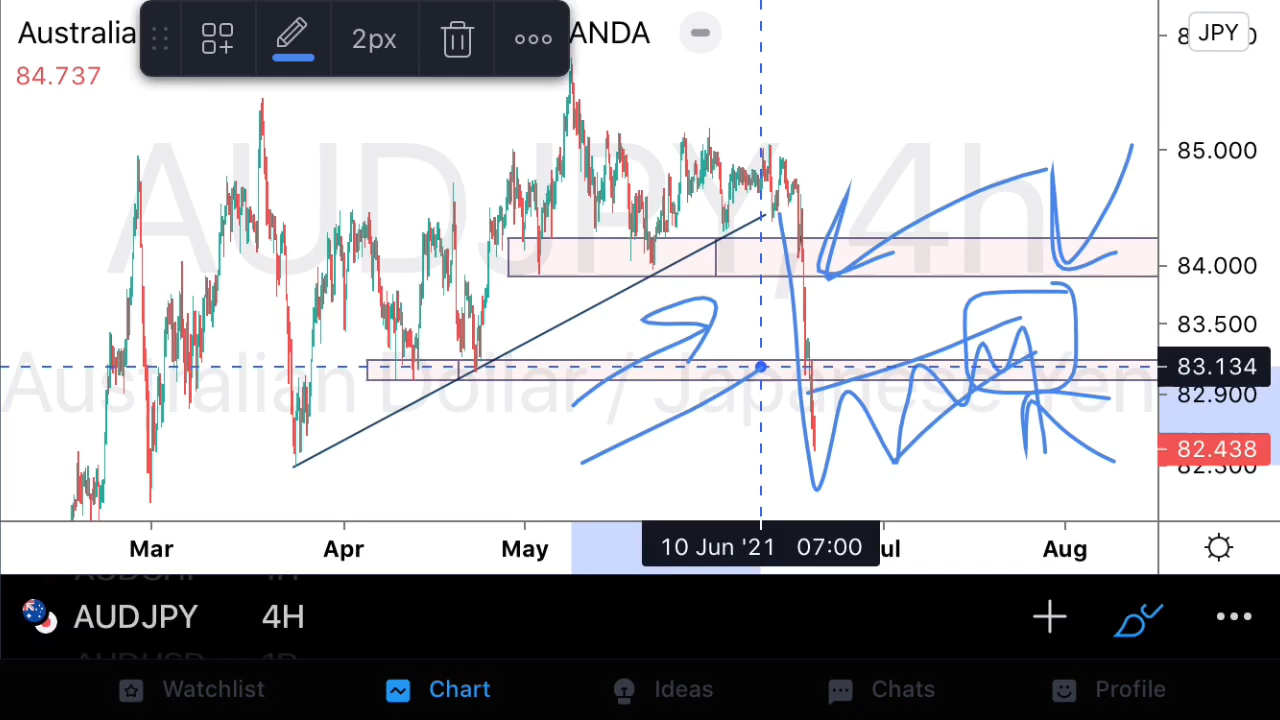 Australia
ANDA
JPY
84.737
2px
AUDJPY, 4h
Australian Dollar / Japanese Yen
85.000
84.000
83.500
83.134
82.900
82.438
82.300
Mar
Apr
May
10 Jun '21 07:00
ul
Aug
AUDJPY
4H
Watchlist
Chart
Ideas
Chats
Profile